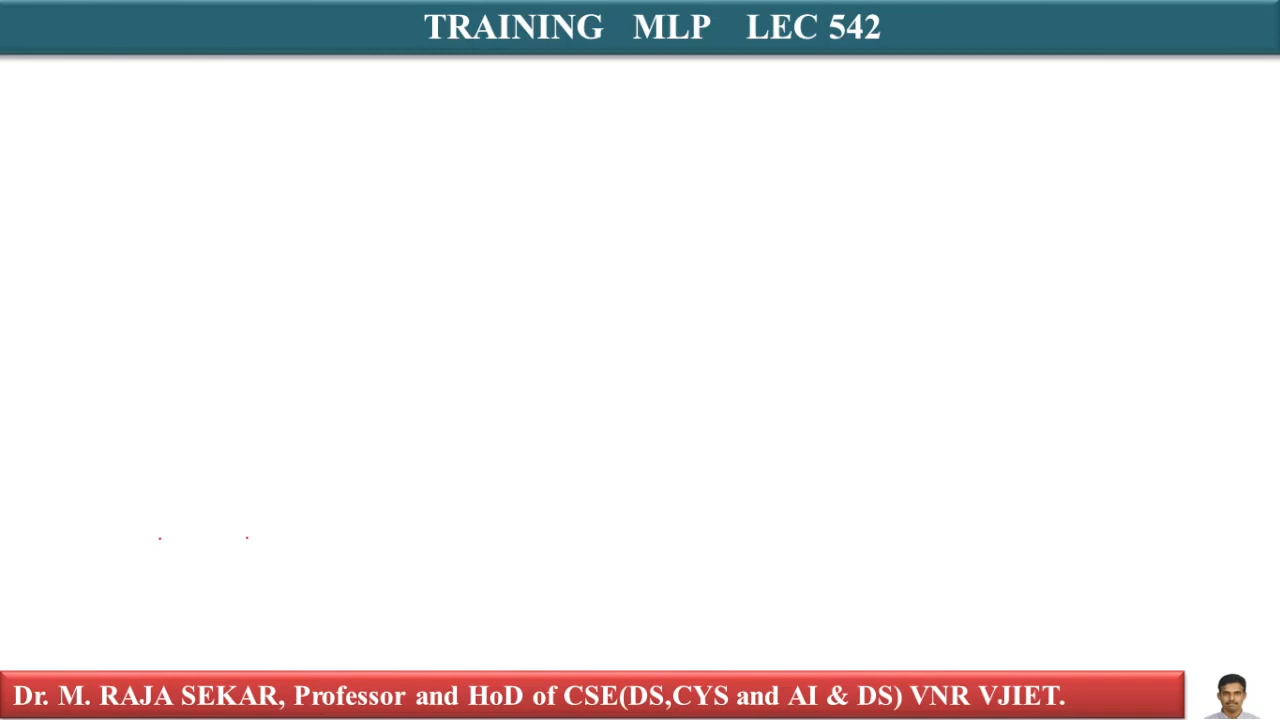 TRAINING MLP LEC 542
Dr. M. RAJA SEKAR, Professor and HoD of CSE(DS,CYS and AI & DS) VNR VJIET.